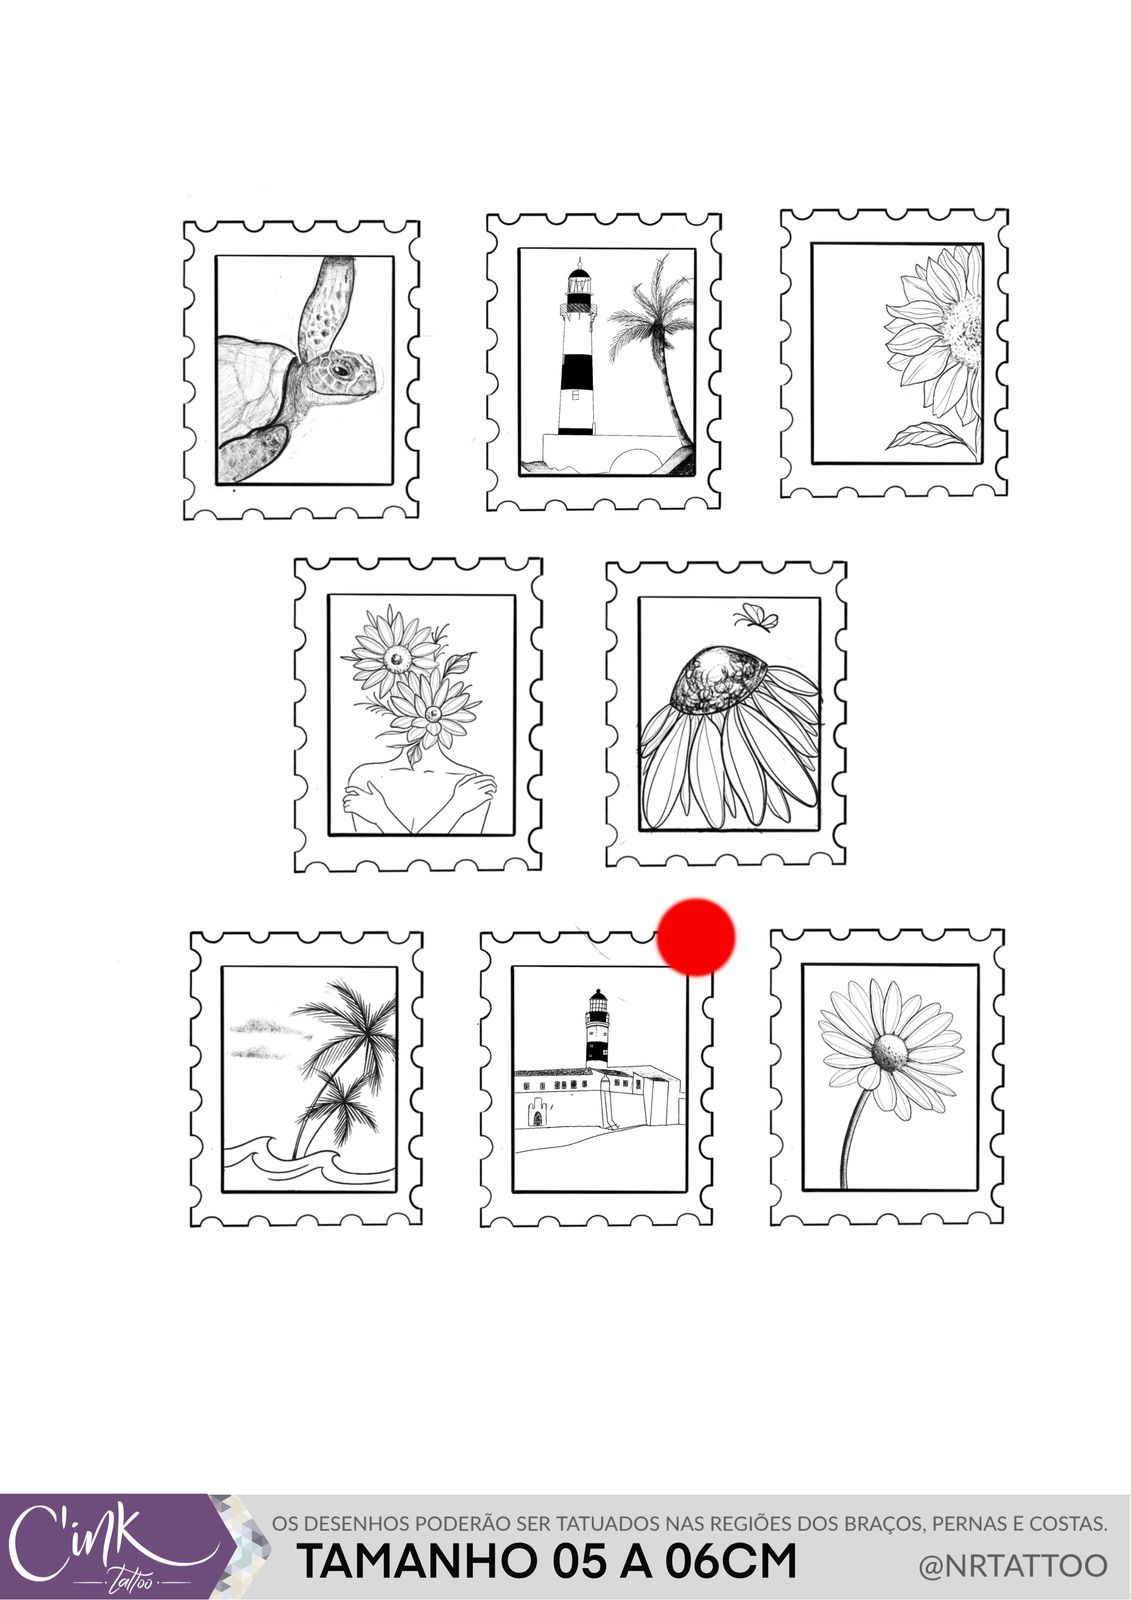 C'ink
tattoo
OS DESENHOS PODERÃO SER TATUADOS NAS REGIÕES DOS BRAÇOS, PERNAS E COSTAS.
TAMANHO 05 A 06CM
@NRTATTOO